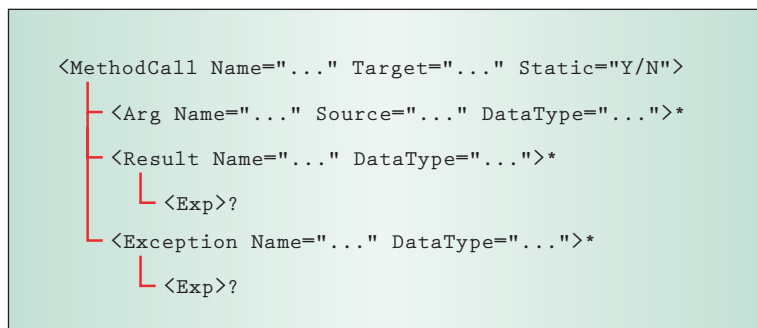 <MethodCall Name="..." Target="..." Static="Y/N">
<Arg Name="..." Source="..." DataType="...">*
<Result Name="..." DataType="...">*
<Exp>?
<Exception Name="..." DataType="...">*
<Exp>?